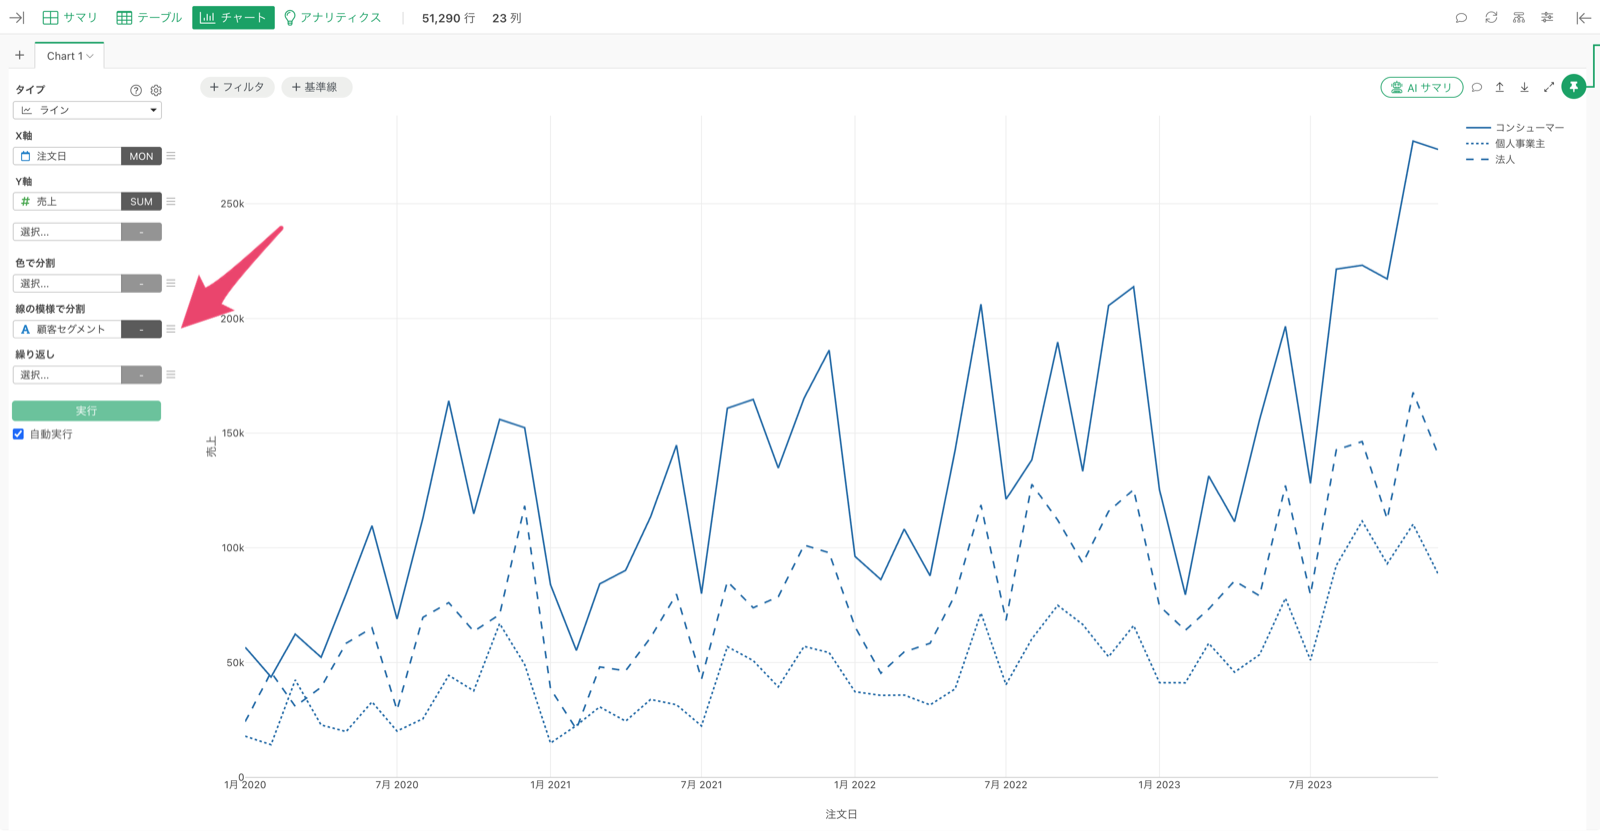 サマリ テーブル チャート アナリティクス 51,290 行 23 列
+ Chart 1
タイプ
ライン
X軸
注文日 MON
Y軸
# 売上 SUM
選択... -
色で分割
選択... -
線の模様で分割
A 顧客セグメント -
繰り返し
選択... -
実行
自動実行
+ フィルタ + 基準線
AI サマリ
コンシューマー
個人事業主
法人
250k
200k
150k
100k
50k
0
売上
1月 2020 7月 2020 1月 2021 7月 2021 1月 2022 7月 2022 1月 2023 7月 2023
注文日